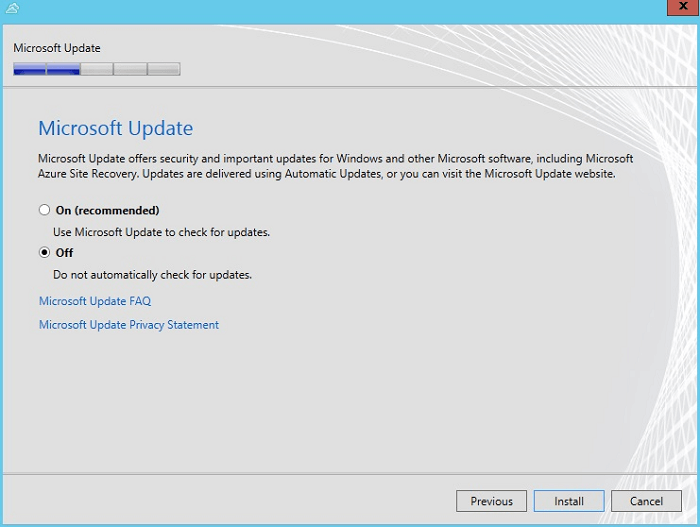 Microsoft Update
Microsoft Update
Microsoft Update offers security and important updates for Windows and other Microsoft software, including Microsoft
Azure Site Recovery. Updates are delivered using Automatic Updates, or you can visit the Microsoft Update website.
On (recommended)
Use Microsoft Update to check for updates.
Off
Do not automatically check for updates.
Microsoft Update FAQ
Microsoft Update Privacy Statement
Previous
Install
Cancel